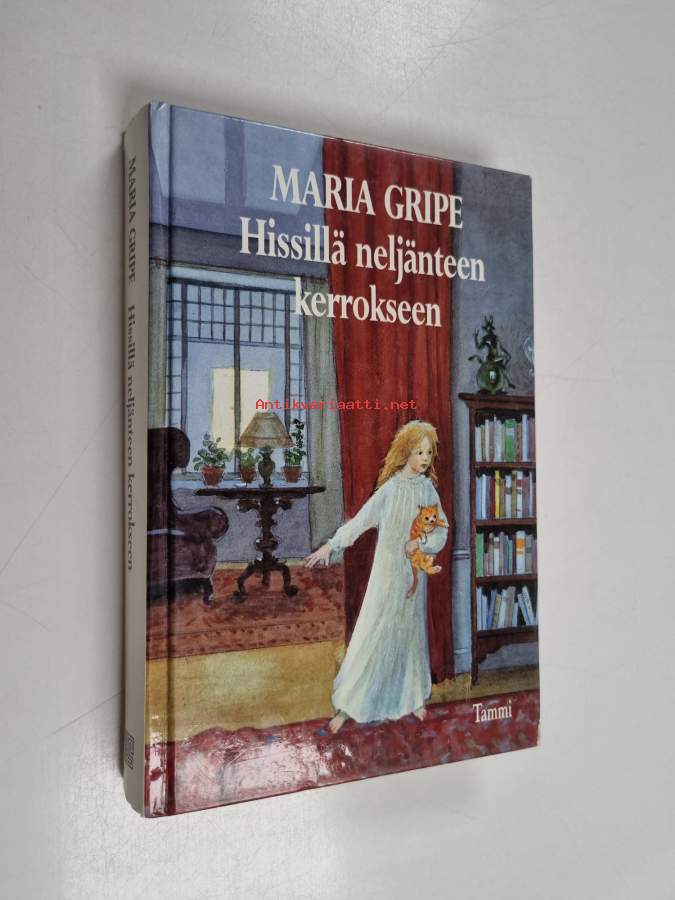 MARIA GRIPE
Hissillä neljänteen
kerrokseen
Antikvariaatti.net
Tammi
MARIA GRIPE Hissillä neljänteen kerrokseen